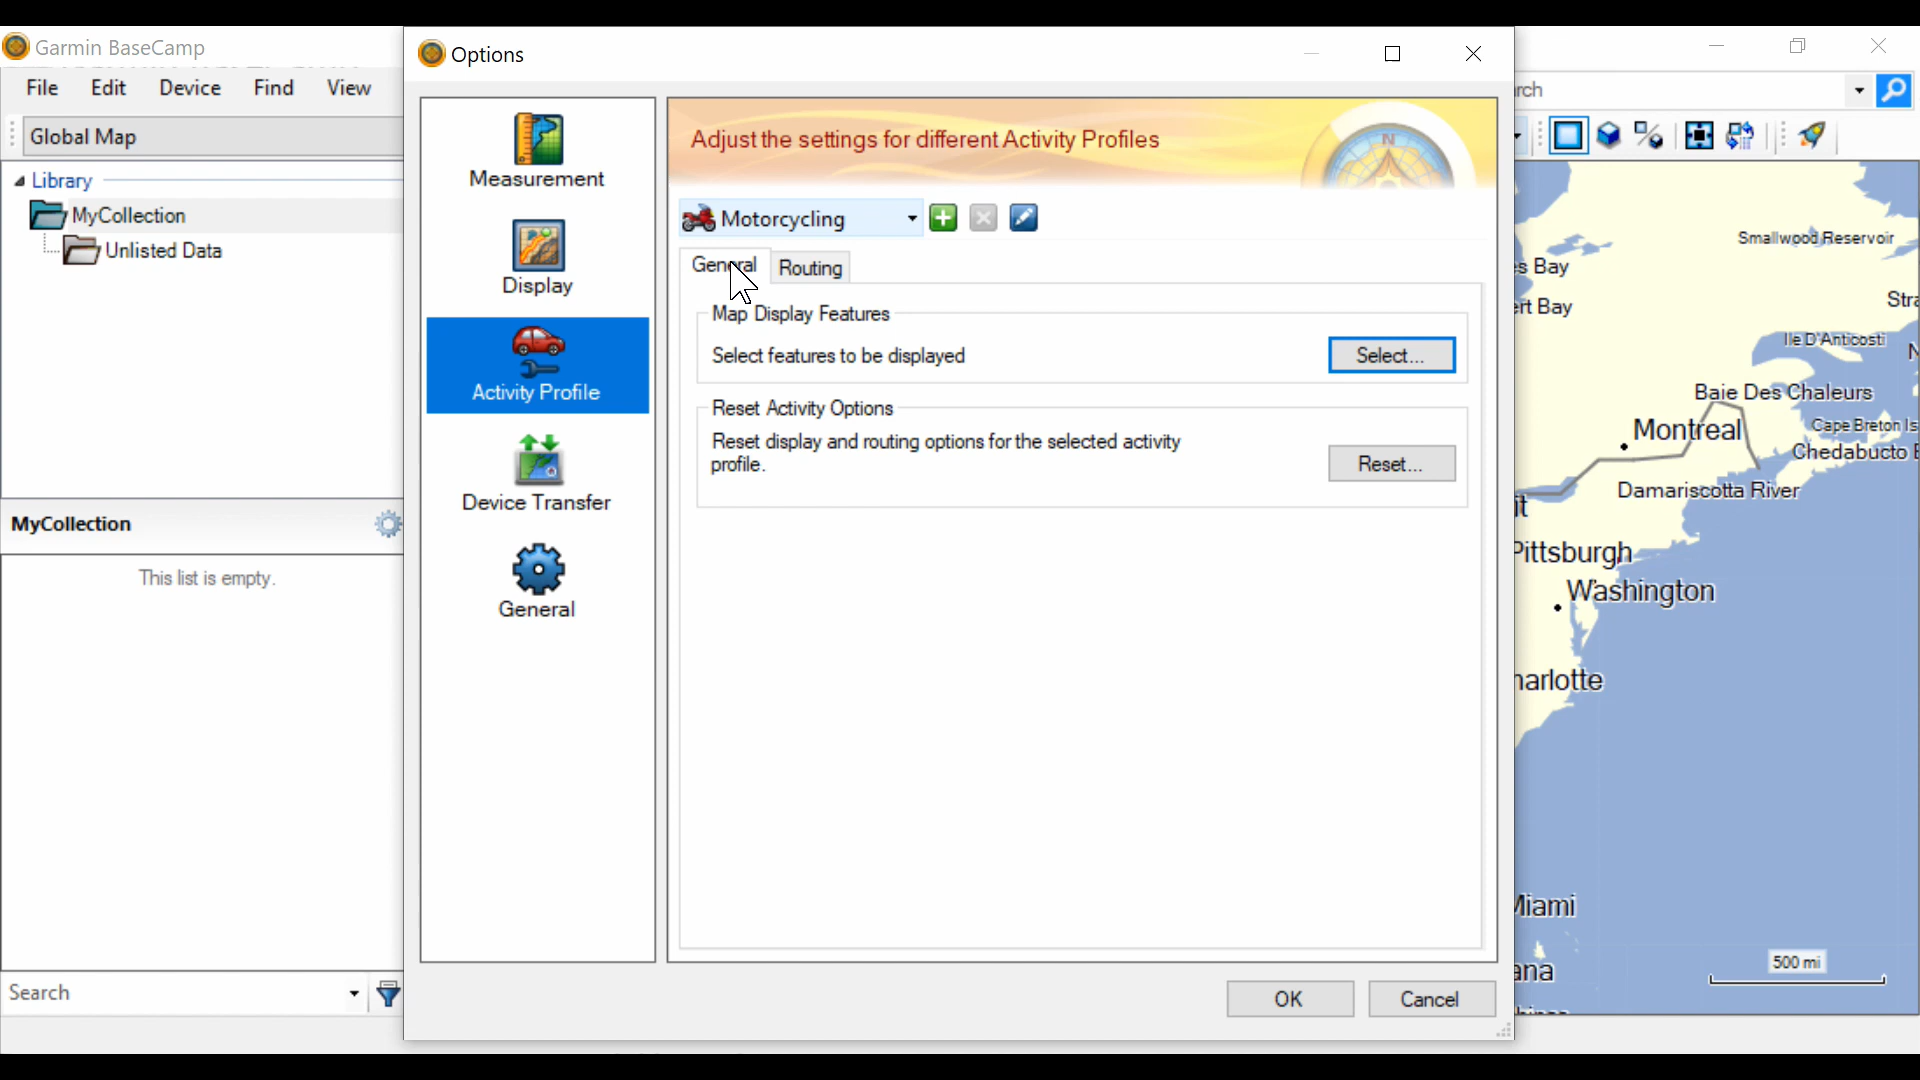 Garmin BaseCamp
File Edit Device Find View
Global Map
Library
MyCollection
Unlisted Data
MyCollection
This list is empty.
Search
Options
Measurement
Display
Activity Profile
Device Transfer
General
Adjust the settings for different Activity Profiles
Motorcycling
General Routing
Map Display Features
Select features to be displayed
Select...
Reset Activity Options
Reset display and routing options for the selected activity
profile.
Reset...
OK Cancel
rch
Smallwood Reservoir
s Bay
ert Bay
Stra
Ile D'Anticosti
N
Baie Des Chaleurs
Montreal
Cape Breton Is
Chedabucto B
Damariscotta River
it
Pittsburgh
Washington
harlotte
Miami
ana
500 mi